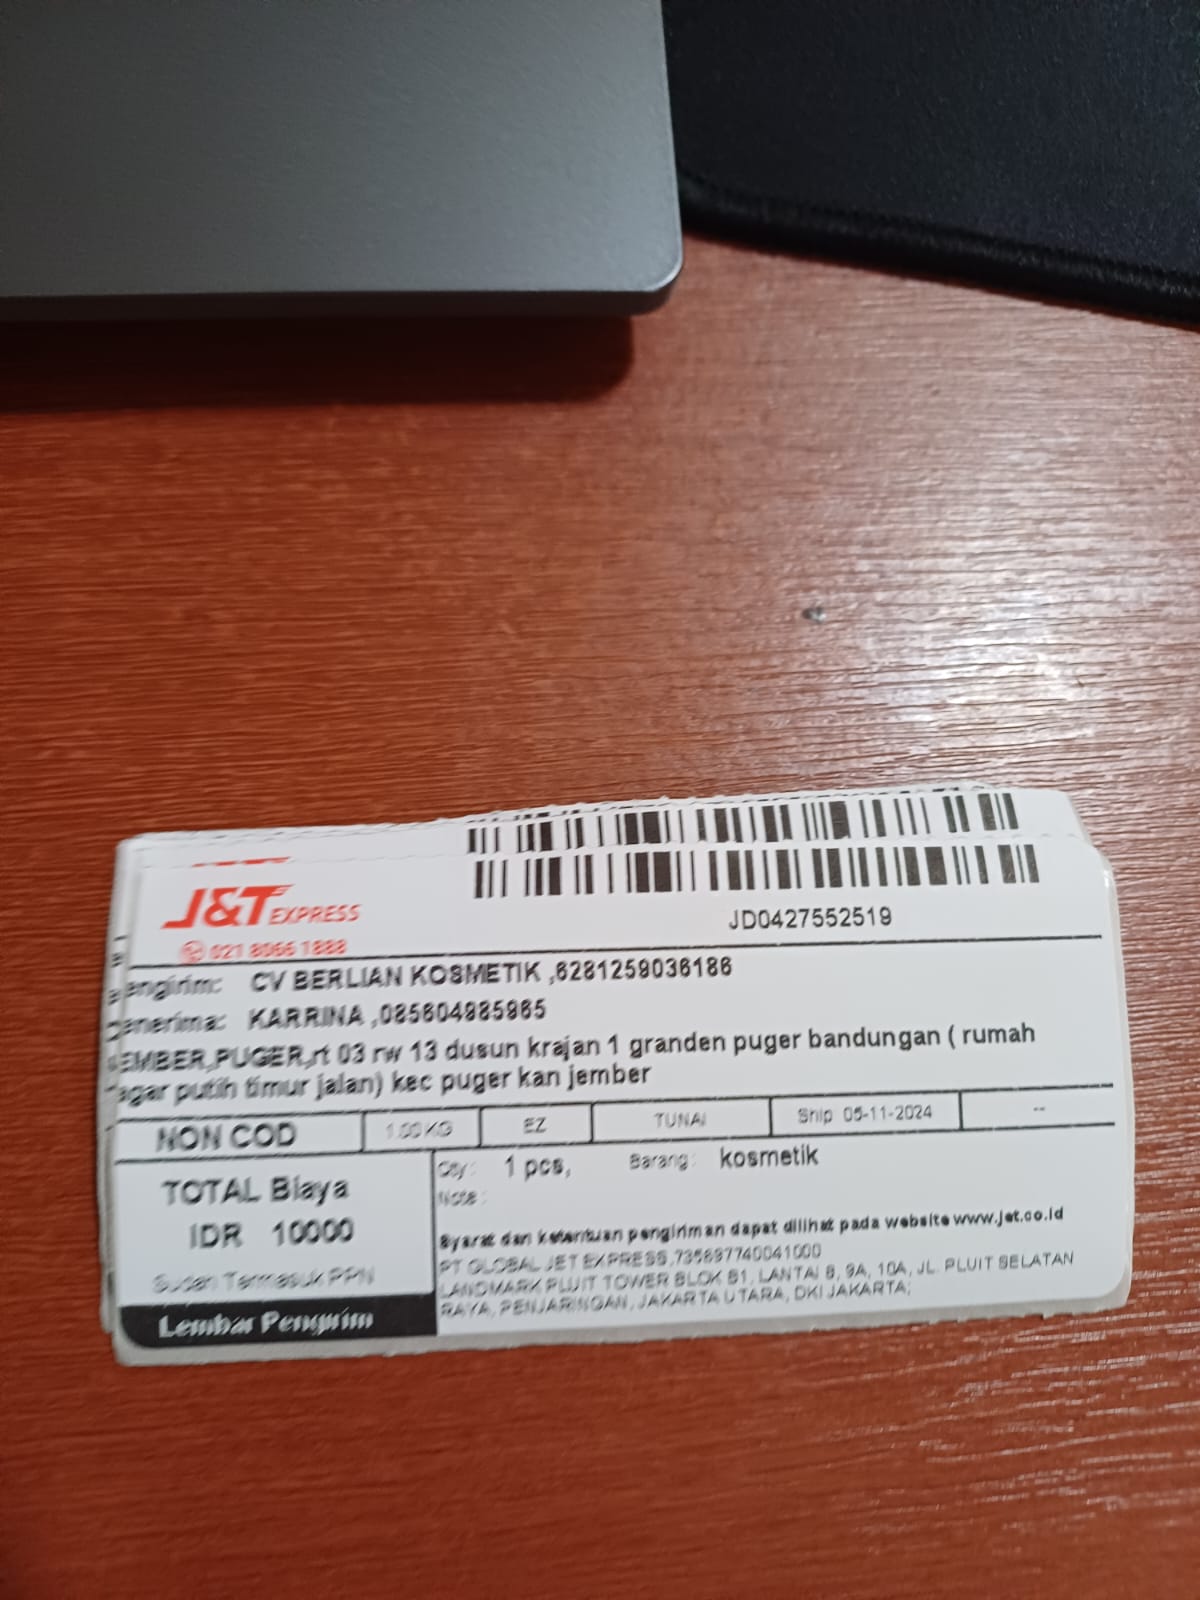 J&T EXPRESS
021 8066 1888
JD0427552519
engirim: CV BERLIAN KOSMETIK ,6281259036186
enerima: KARRINA ,085604985965
EMBER,PUGER,rt 03 rw 13 dusun krajan 1 granden puger bandungan ( rumah
agar putih timur jalan) kec puger kan jember
NON COD 1.00 KG EZ TUNAI Ship 05-11-2024 --
TOTAL Biaya
IDR 10000
Sudah Termasuk PPN
Lembar Pengirim
Qty : 1 pcs, Barang : kosmetik
Note :
Syarat dan ketentuan pengiriman dapat dilihat pada website www.jet.co.id
PT GLOBAL JET EXPRESS,735897740041000
LANDMARK PLUIT TOWER BLOK B1, LANTAI 8, 9A, 10A, JL. PLUIT SELATAN
RAYA, PENJARINGAN, JAKARTA UTARA, DKI JAKARTA;